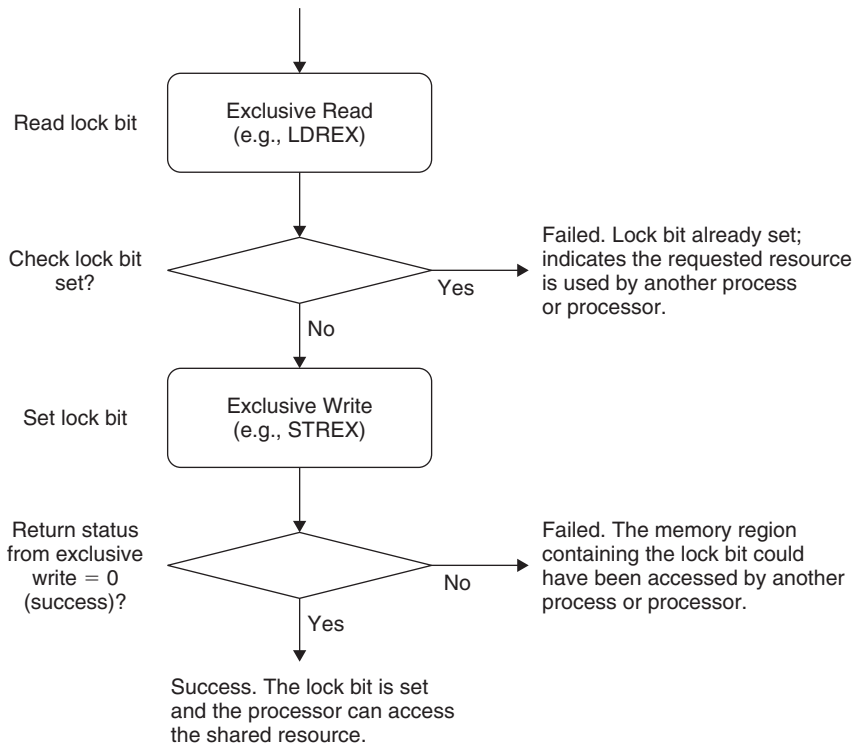 Read lock bit
Exclusive Read
(e.g., LDREX)
Check lock bit
set?
Yes
Failed. Lock bit already set;
indicates the requested resource
is used by another process
or processor.
No
Set lock bit
Exclusive Write
(e.g., STREX)
Return status
from exclusive
write = 0
(success)?
No
Failed. The memory region
containing the lock bit could
have been accessed by another
process or processor.
Yes
Success. The lock bit is set
and the processor can access
the shared resource.